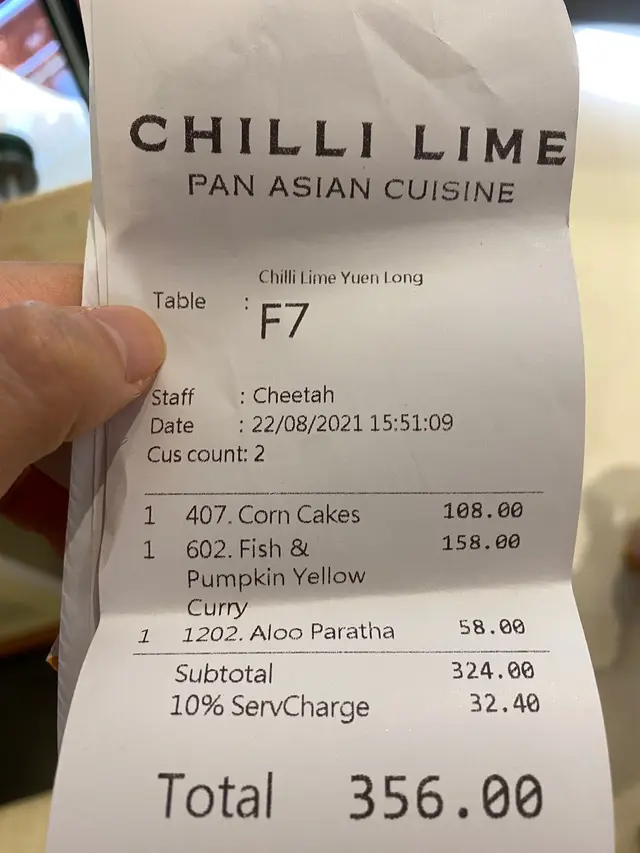 CHILLI LIME
PAN ASIAN CUISINE
Chilli Lime Yuen Long
Table : F7
Staff : Cheetah
Date : 22/08/2021 15:51:09
Cus count: 2
1 407. Corn Cakes 108.00
1 602. Fish & 158.00
Pumpkin Yellow
Curry
1 1202. Aloo Paratha 58.00
Subtotal 324.00
10% ServCharge 32.40
Total 356.00